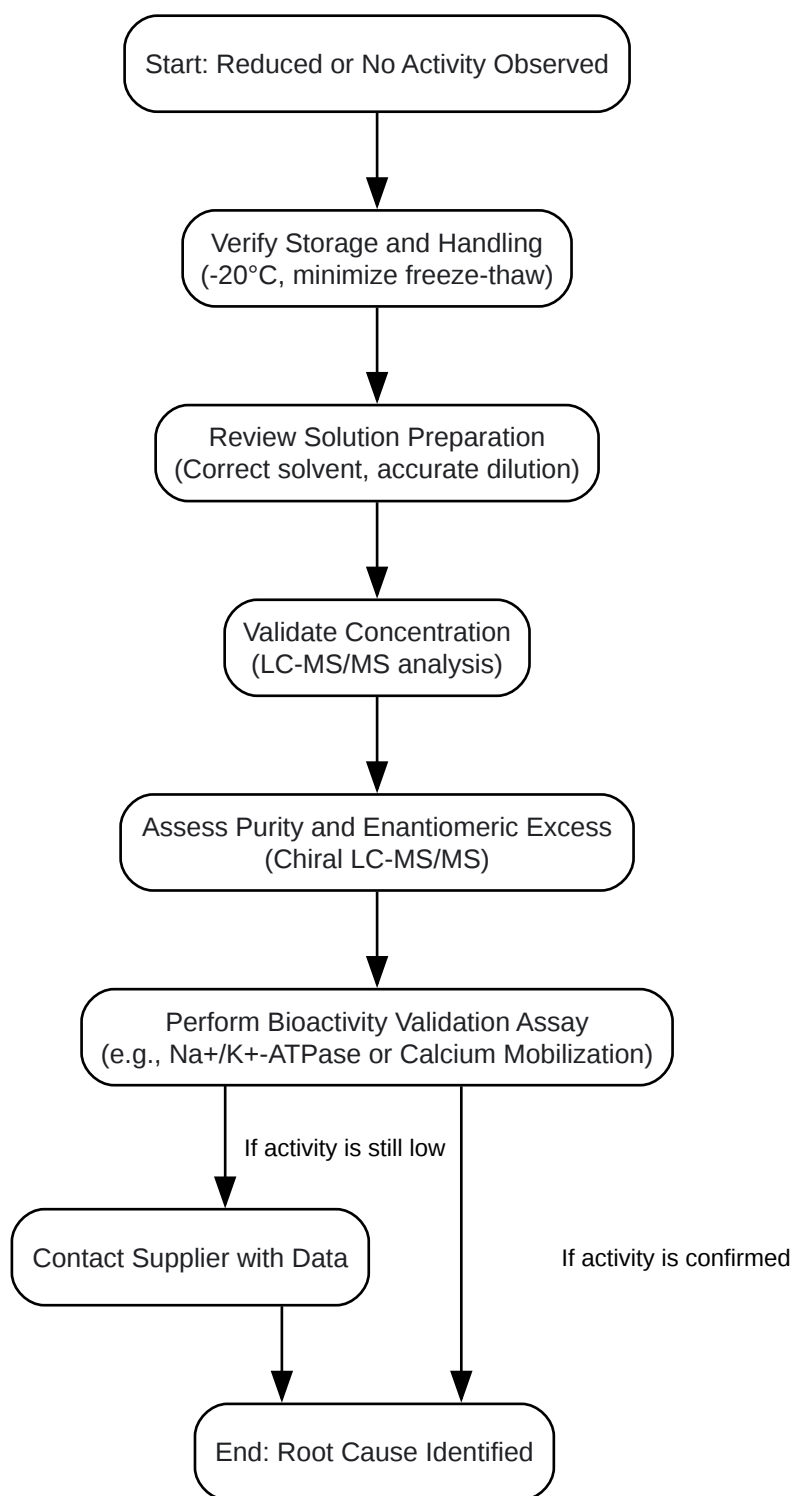 Start: Reduced or No Activity Observed
Verify Storage and Handling
(-20°C, minimize freeze-thaw)
Review Solution Preparation
(Correct solvent, accurate dilution)
Validate Concentration
(LC-MS/MS analysis)
Assess Purity and Enantiomeric Excess
(Chiral LC-MS/MS)
Perform Bioactivity Validation Assay
(e.g., Na+/K+-ATPase or Calcium Mobilization)
If activity is still low
Contact Supplier with Data
If activity is confirmed
End: Root Cause Identified